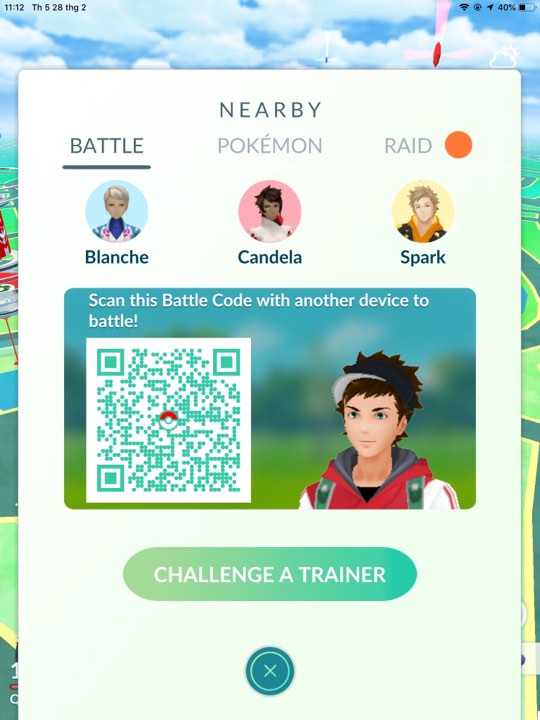 11:12 Th 5 28 thg 2 40%
NEARBY
BATTLE POKÉMON RAID
Blanche Candela Spark
Scan this Battle Code with another device to
battle!
CHALLENGE A TRAINER